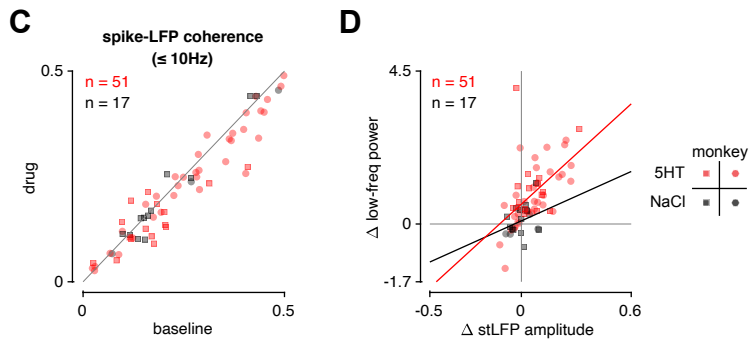 C
spike-LFP coherence
(≤ 10Hz)
0.5
n = 51
n = 17
drug
0
0
0.5
baseline
D
4.5
n = 51
n = 17
Δ low-freq power
0
-1.7
-0.5
0
0.6
Δ stLFP amplitude
monkey
5HT
NaCl